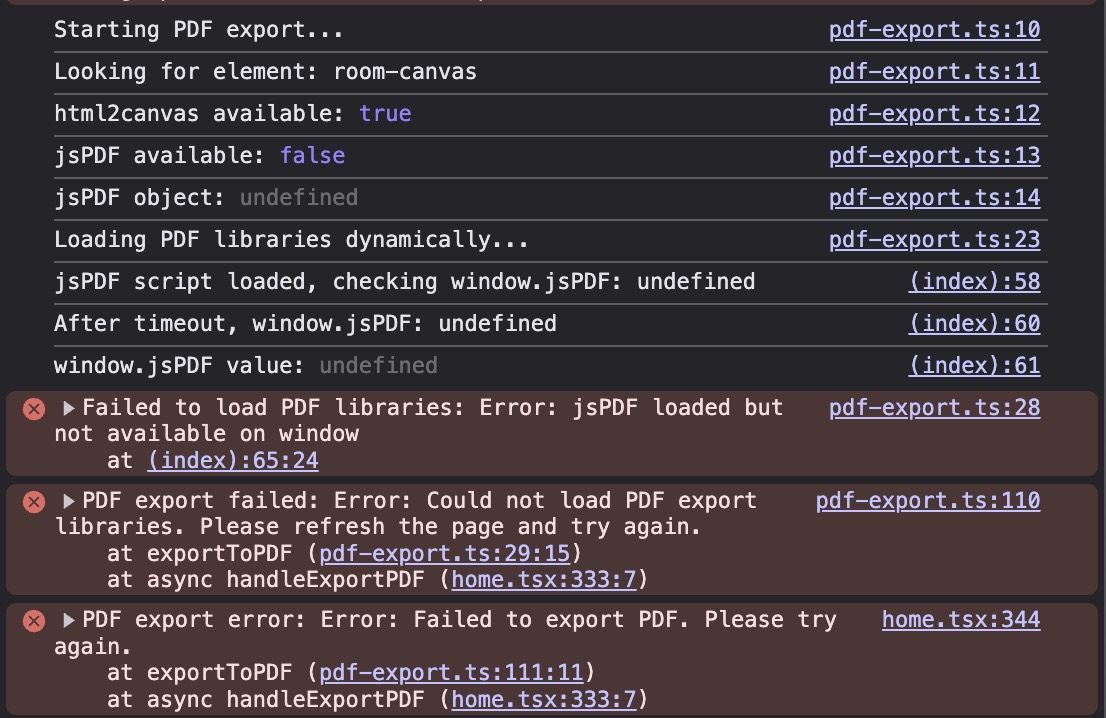 Starting PDF export... pdf-export.ts:10
Looking for element: room-canvas pdf-export.ts:11
html2canvas available: true pdf-export.ts:12
jsPDF available: false pdf-export.ts:13
jsPDF object: undefined pdf-export.ts:14
Loading PDF libraries dynamically... pdf-export.ts:23
jsPDF script loaded, checking window.jsPDF: undefined (index):58
After timeout, window.jsPDF: undefined (index):60
window.jsPDF value: undefined (index):61
Failed to load PDF libraries: Error: jsPDF loaded but pdf-export.ts:28
not available on window
at (index):65:24
PDF export failed: Error: Could not load PDF export pdf-export.ts:110
libraries. Please refresh the page and try again.
at exportToPDF (pdf-export.ts:29:15)
at async handleExportPDF (home.tsx:333:7)
PDF export error: Error: Failed to export PDF. Please try home.tsx:344
again.
at exportToPDF (pdf-export.ts:111:11)
at async handleExportPDF (home.tsx:333:7)